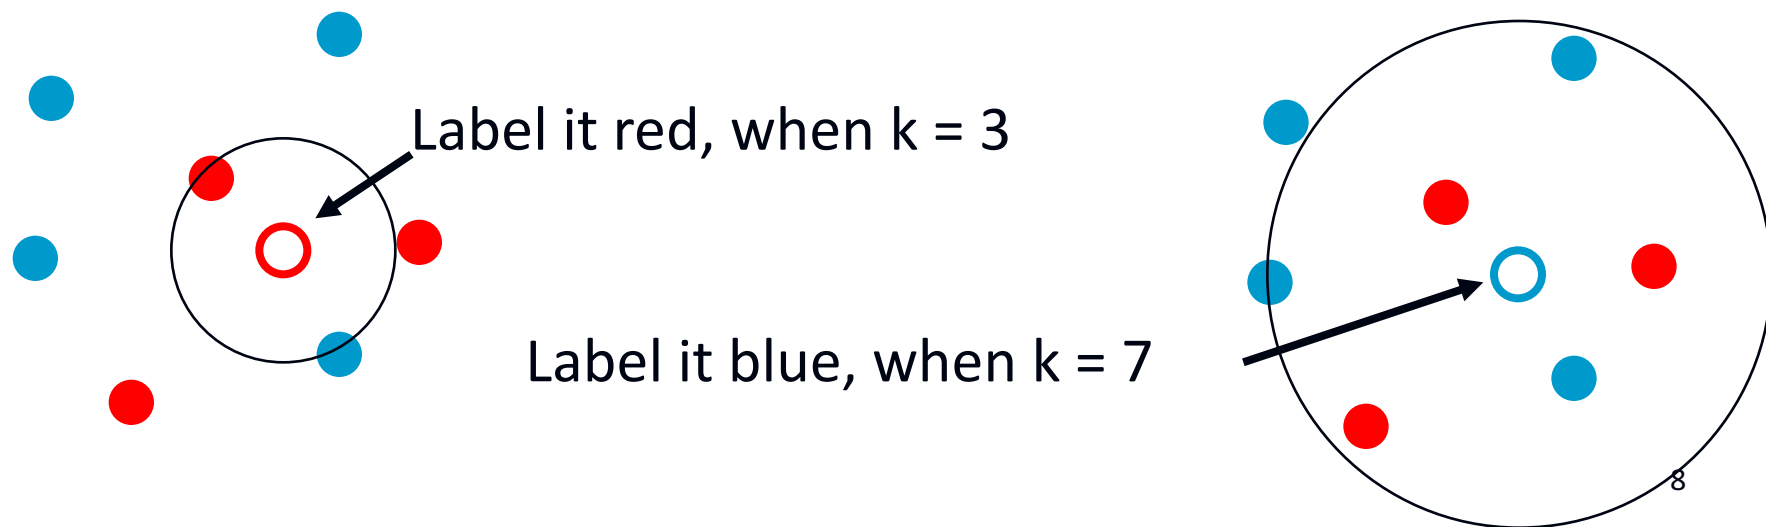 Label it red, when k = 3
Label it blue, when k = 7
8